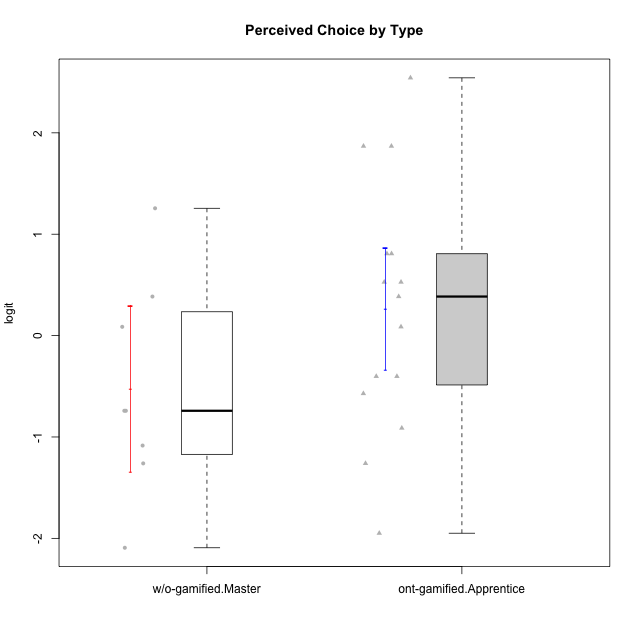 Perceived Choice by Type
logit
2
1
0
-1
-2
w/o-gamified.Master
ont-gamified.Apprentice